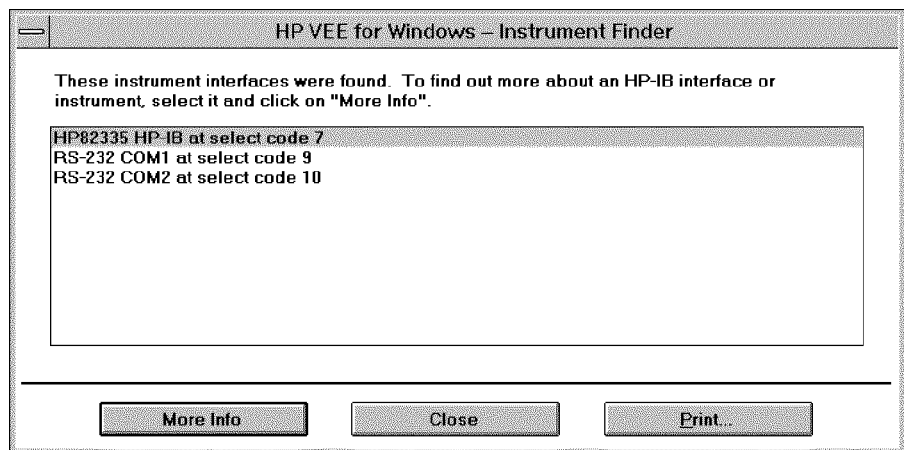 HP VEE for Windows – Instrument Finder
These instrument interfaces were found. To find out more about an HP-IB interface or
instrument, select it and click on "More Info".
HP82335 HP-IB at select code 7
RS-232 COM1 at select code 9
RS-232 COM2 at select code 10
More Info
Close
Print...